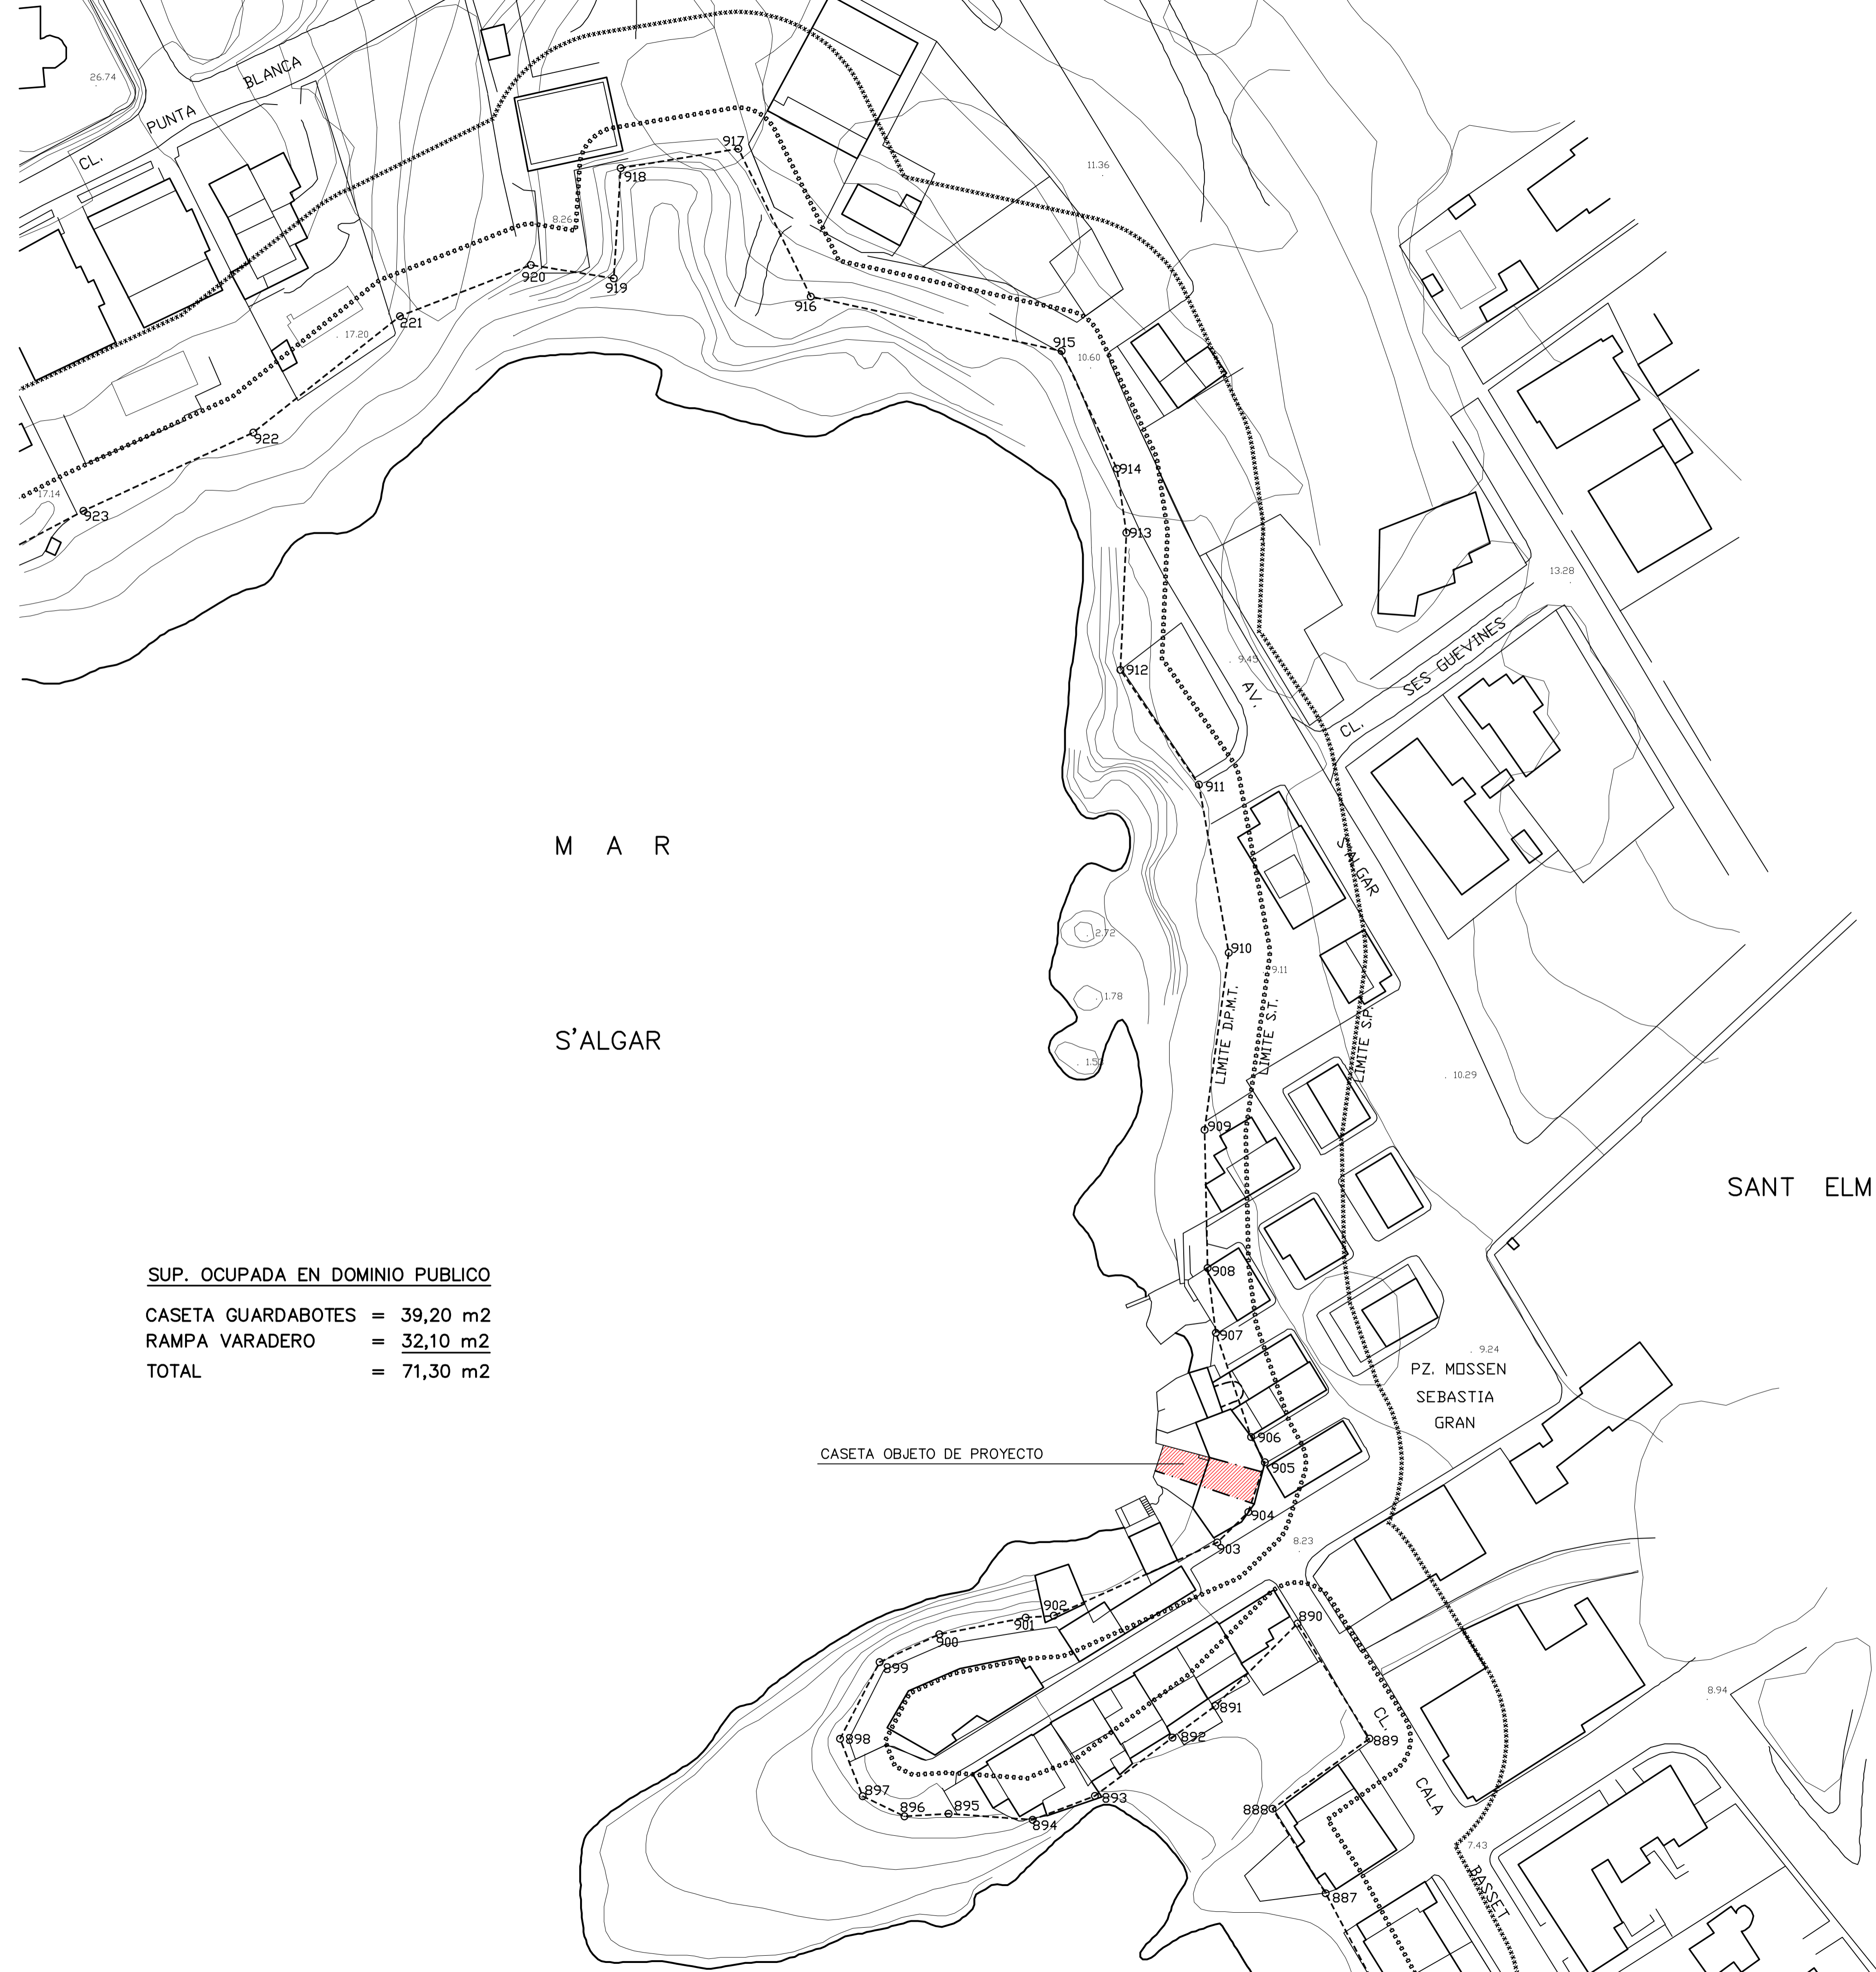 26.74
CL. PUNTA BLANCA
917
918
8.26
11.36
920
919
916
221
17.20
915
10.60
922
914
17.14
923
913
13.28
912
9.45
AV. S'ALGAR
CL. SES GUEVINES
911
M A R
2.72
910
9.11
1.78
S'ALGAR
LIMITE D.P.M.T.
LIMITE S.T.
LIMITE S.P.
10.29
909
SANT ELM
908
SUP. OCUPADA EN DOMINIO PUBLICO
CASETA GUARDABOTES = 39,20 m2
RAMPA VARADERO = 32,10 m2
TOTAL = 71,30 m2
907
9.24
PZ. MOSSEN
SEBASTIA
GRAN
906
CASETA OBJETO DE PROYECTO
905
904
903
8.23
902
901
900
890
899
8.94
891
892
898
889
CL. CALA BASSET
897
893
888
896
895
894
7.43
887